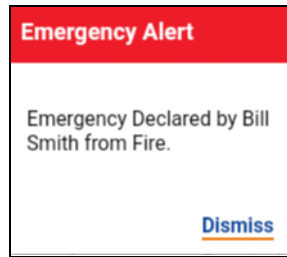 Emergency Alert
Emergency Declared by Bill
Smith from Fire.
Dismiss